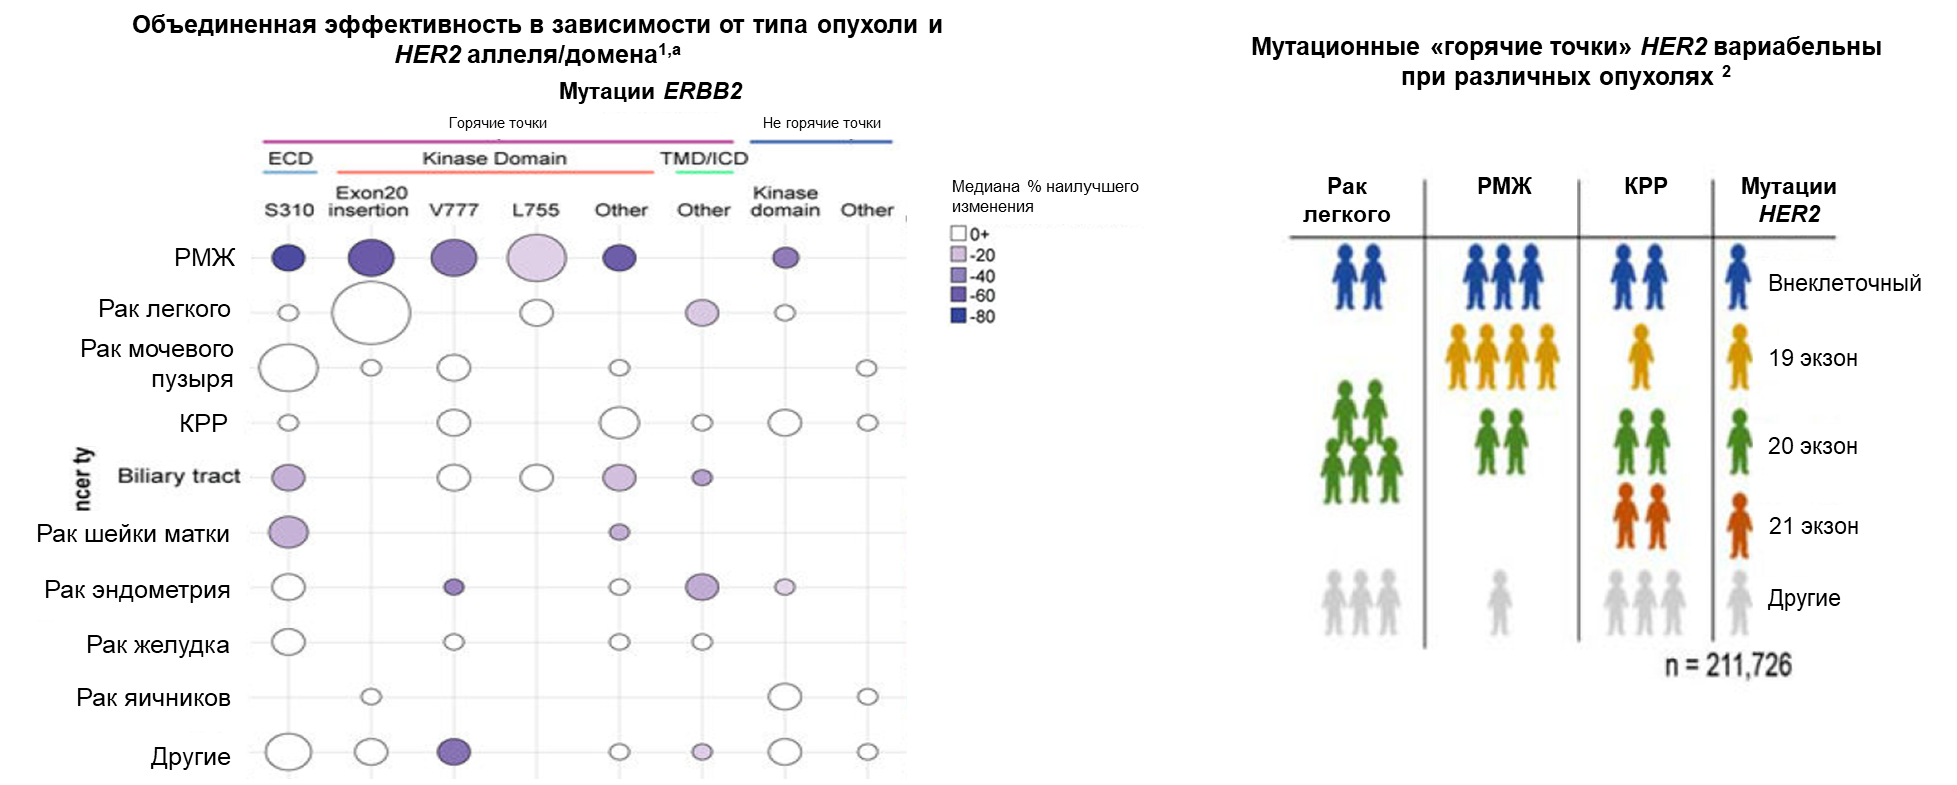 Объединенная эффективность в зависимости от типа опухоли и
HER2 аллеля/домена1,a
Мутации ERBB2
Горячие точки
Не горячие точки
ECD
Kinase Domain
TMD/ICD
S310
Exon20
insertion
V777
L755
Other
Other
Kinase
domain
Other
РМЖ
Рак легкого
Рак мочевого
пузыря
КРР
Biliary tract
Рак шейки матки
Рак эндометрия
Рак желудка
Рак яичников
Другие
ncer ty
Медиана % наилучшего
изменения
0+
-20
-40
-60
-80
Мутационные «горячие точки» HER2 вариабельны
при различных опухолях 2
Рак
легкого
РМЖ
КРР
Мутации
HER2
Внеклеточный
19 экзон
20 экзон
21 экзон
Другие
n = 211,726